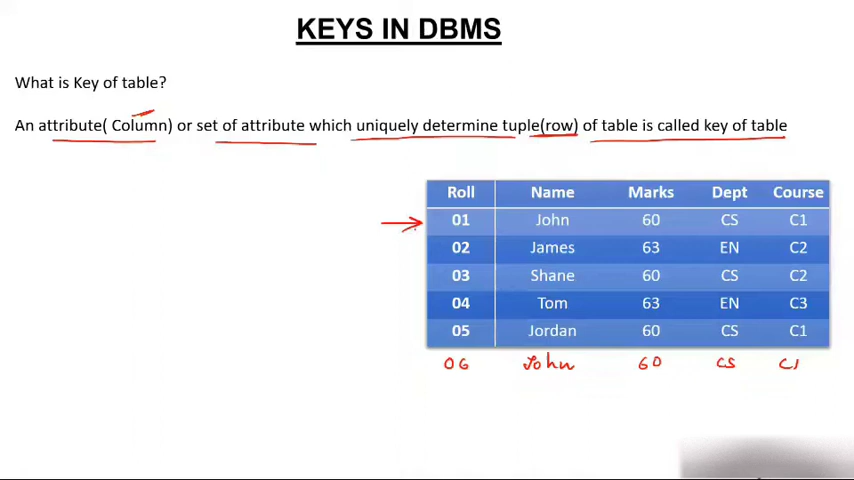 KEYS IN DBMS
What is Key of table?
An attribute( Column) or set of attribute which uniquely determine tuple(row) of table is called key of table
Roll Name Marks Dept Course
01 John 60 CS C1
02 James 63 EN C2
03 Shane 60 CS C2
04 Tom 63 EN C3
05 Jordan 60 CS C1
06 John 60 CS C1